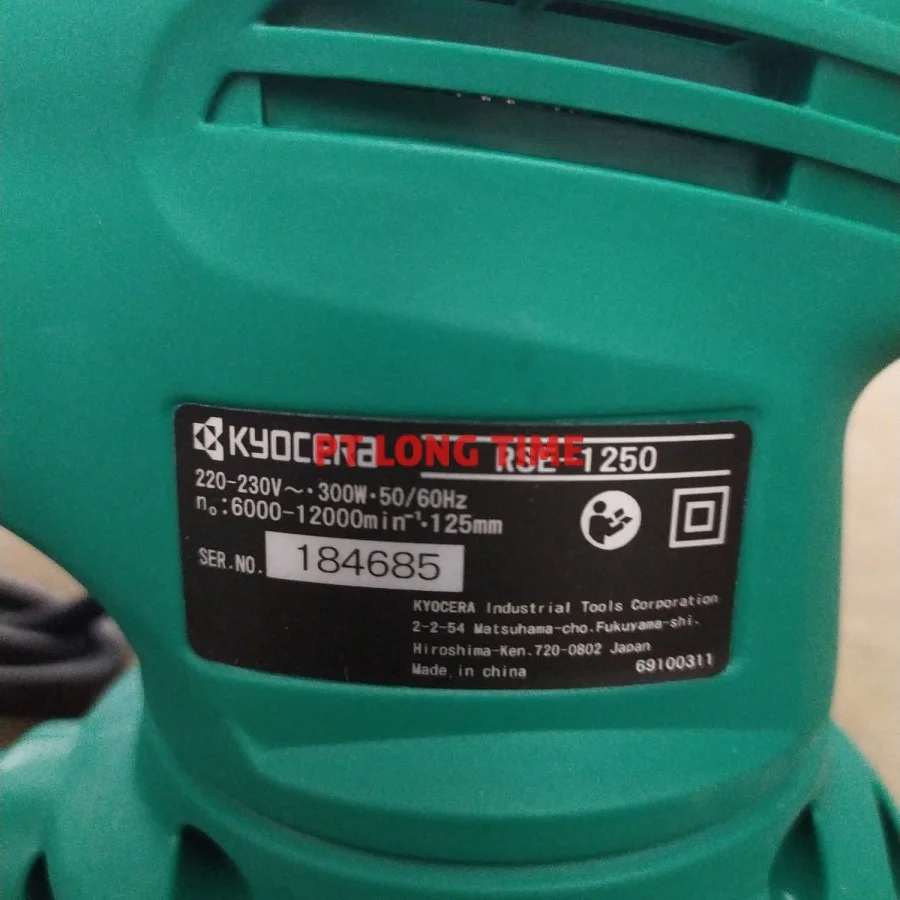 KYOCERA RSE-1250
PT LONG TIME
220-230V～・300W・50/60Hz
n₀:6000-12000min⁻¹・125mm
SER.NO. 184685
KYOCERA Industrial Tools Corporation
2-2-54 Matsuhama-cho.Fukuyama-shi.
Hiroshima-Ken.720-0802 Japan
Made in china 69100311